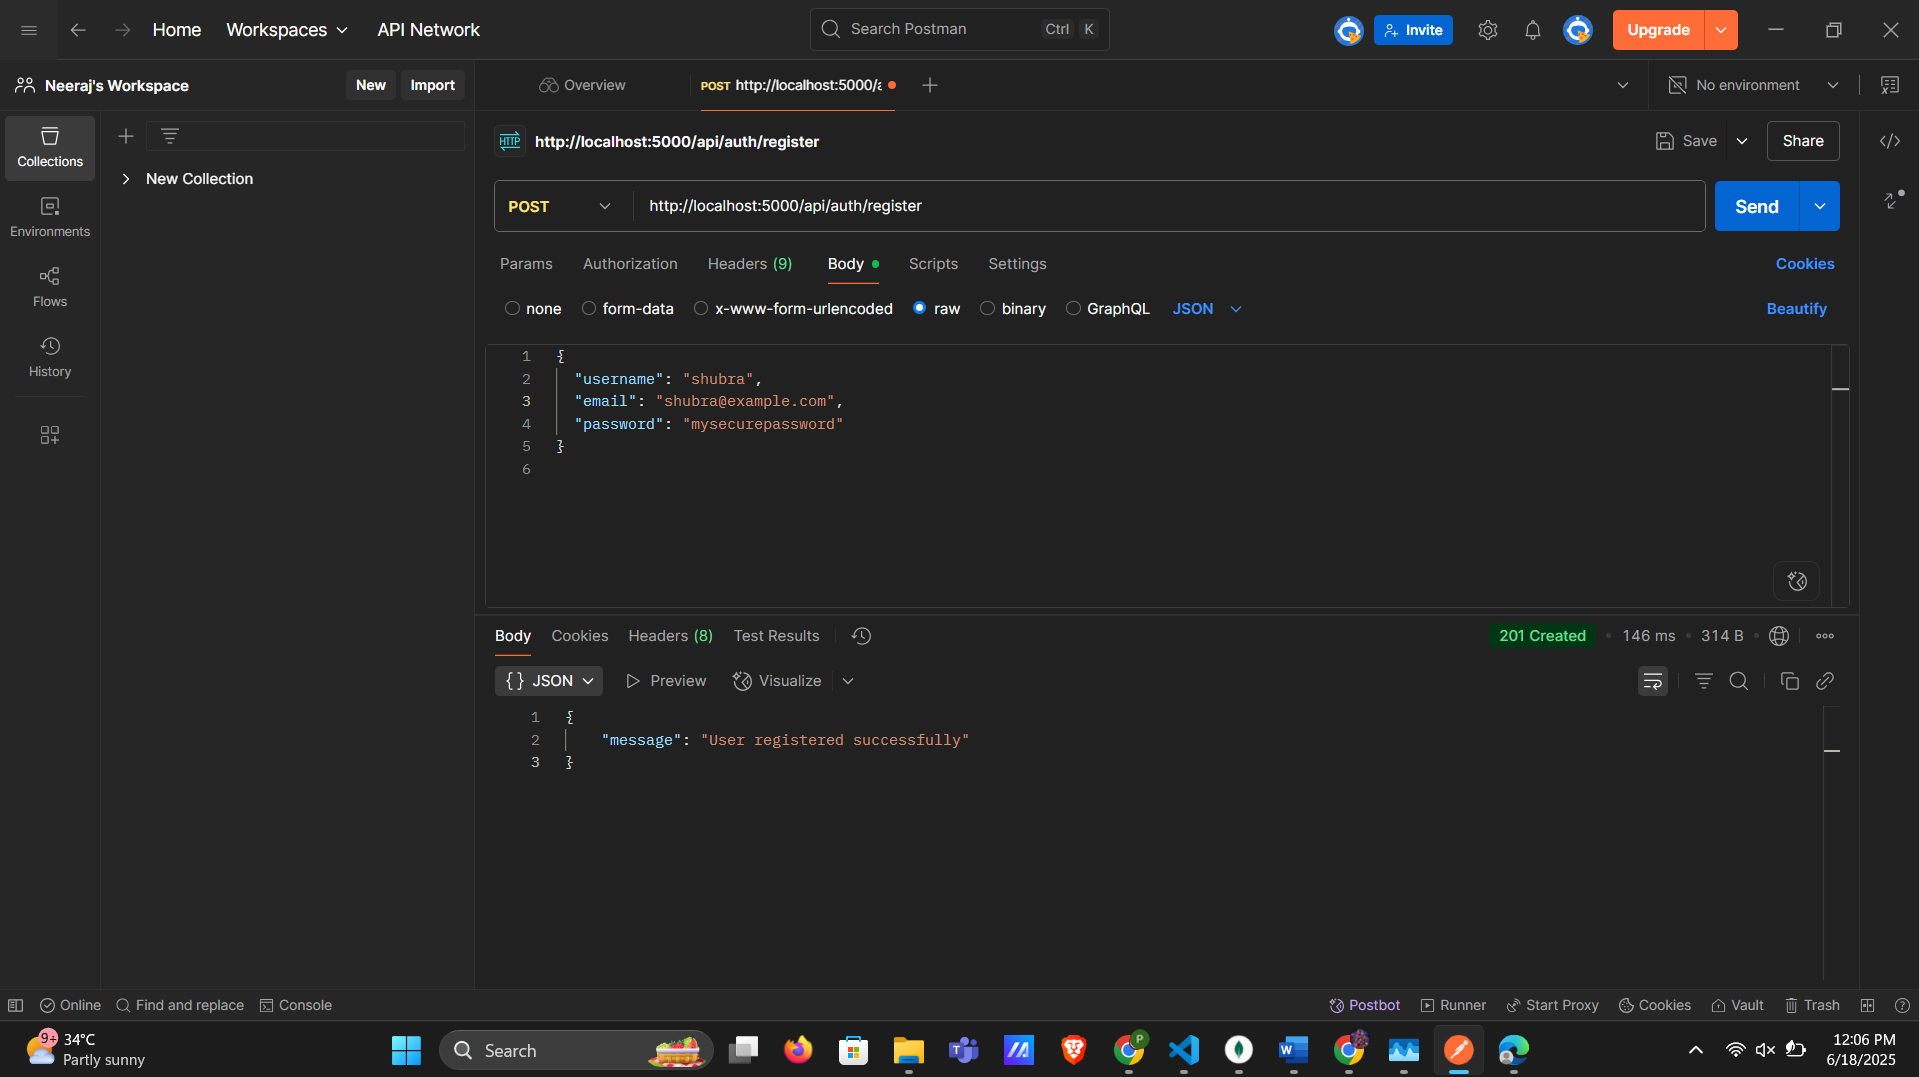 Home Workspaces API Network Search Postman Ctrl K Invite Upgrade
Neeraj's Workspace New Import Overview POST http://localhost:5000/a No environment
HTTP http://localhost:5000/api/auth/register Save Share
Collections
New Collection
POST http://localhost:5000/api/auth/register Send
Environments
Params Authorization Headers (9) Body Scripts Settings Cookies
Flows
none form-data x-www-form-urlencoded raw binary GraphQL JSON Beautify
History
1 {
2 "username": "shubra",
3 "email": "shubra@example.com",
4 "password": "mysecurepassword"
5 }
6
Body Cookies Headers (8) Test Results 201 Created • 146 ms • 314 B •
{} JSON Preview Visualize
1 {
2 "message": "User registered successfully"
3 }
Online Find and replace Console Postbot Runner Start Proxy Cookies Vault Trash
9+ 34°C
Partly sunny
Search
P
12:06 PM
6/18/2025